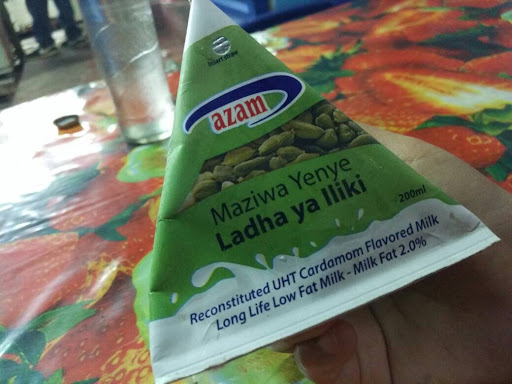 azam
Maziwa Yenye
Ladha ya Iliki
200ml
Reconstituted UHT Cardamom Flavored Milk
Long Life Low Fat Milk - Milk Fat 2.0%